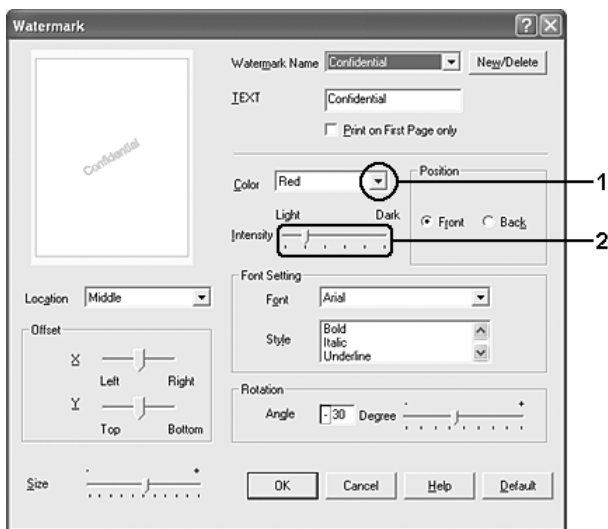 Watermark
Confidential
Watermark Name Confidential New/Delete
TEXT Confidential
Print on First Page only
Color Red
Position
1
Light Dark
Front Back
Intensity
2
Font Setting
Font Arial
Style Bold
Italic
Underline
Location Middle
Offset
X
Left Right
Y
Top Bottom
Rotation
Angle -30 Degree - +
Size - +
OK Cancel Help Default